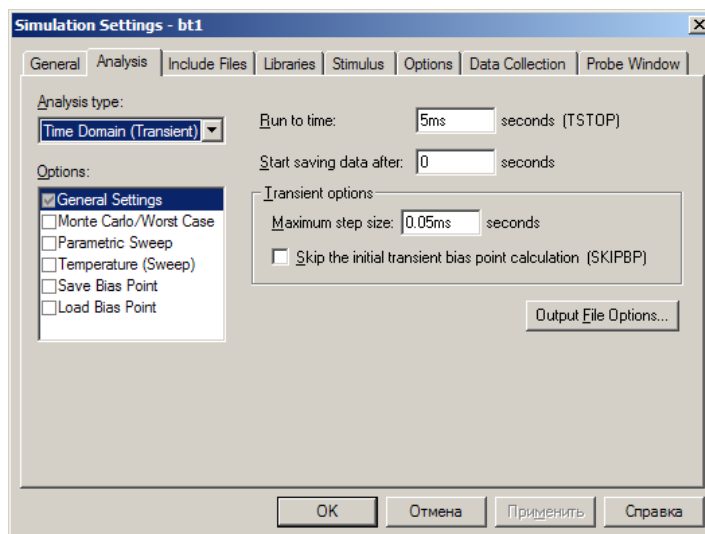 Simulation Settings - bt1
General Analysis Include Files Libraries Stimulus Options Data Collection Probe Window
Analysis type:
Time Domain (Transient)
Options:
General Settings
Monte Carlo/Worst Case
Parametric Sweep
Temperature (Sweep)
Save Bias Point
Load Bias Point
Run to time: 5ms seconds (TSTOP)
Start saving data after: 0 seconds
Transient options
Maximum step size: 0.05ms seconds
Skip the initial transient bias point calculation (SKIPBP)
Output File Options...
OK Отмена Применить Справка